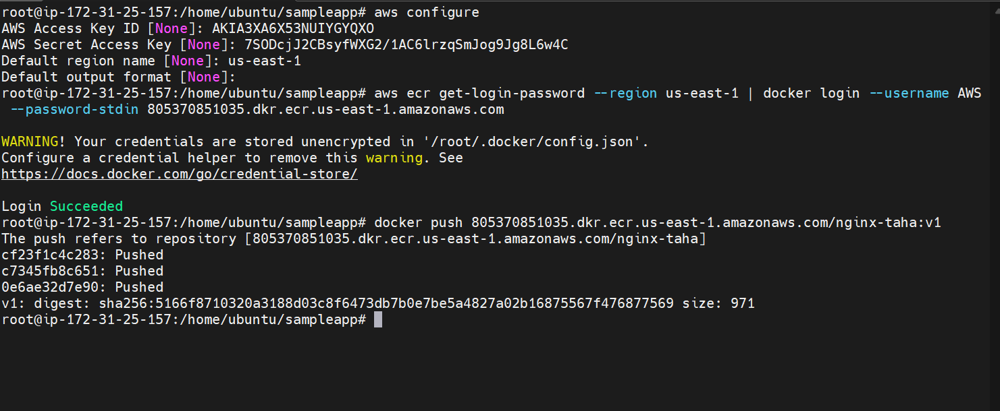 root@ip-172-31-25-157:/home/ubuntu/sampleapp# aws configure
AWS Access Key ID [None]: AKIA3XA6X53NUIYGYQXO
AWS Secret Access Key [None]: 7SODcjJ2CBsyfWXG2/1AC6lrzqSmJog9Jg8L6w4C
Default region name [None]: us-east-1
Default output format [None]:
root@ip-172-31-25-157:/home/ubuntu/sampleapp# aws ecr get-login-password --region us-east-1 | docker login --username AWS
--password-stdin 805370851035.dkr.ecr.us-east-1.amazonaws.com
WARNING! Your credentials are stored unencrypted in '/root/.docker/config.json'.
Configure a credential helper to remove this warning. See
https://docs.docker.com/go/credential-store/
Login Succeeded
root@ip-172-31-25-157:/home/ubuntu/sampleapp# docker push 805370851035.dkr.ecr.us-east-1.amazonaws.com/nginx-taha:v1
The push refers to repository [805370851035.dkr.ecr.us-east-1.amazonaws.com/nginx-taha]
cf23f1c4c283: Pushed
c7345fb8c651: Pushed
0e6ae32d7e90: Pushed
v1: digest: sha256:5166f8710320a3188d03c8f6473db7b0e7be5a4827a02b16875567f476877569 size: 971
root@ip-172-31-25-157:/home/ubuntu/sampleapp#